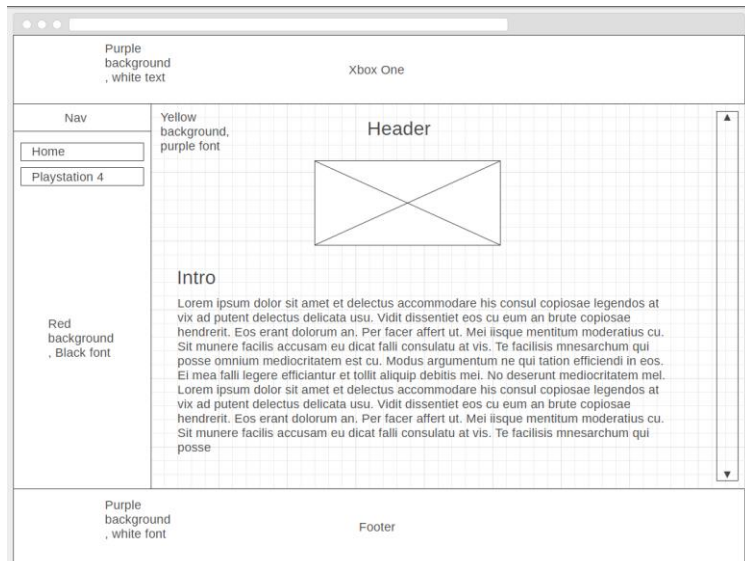 Purple
backgrou
nd
, white
text
Xbox One
Nav
Home
Playstation 4
Red
background
, Black font
Yellow
background,
purple font
Header
Intro
Lorem ipsum dolor sit amet et delectus accommodare his consul copiosae legendos at
vix ad putent delectus delicata usu. Vidit dissentiet eos cu eum an brute copiosae
hendrerit. Eos erant dolorum an. Per facer affert ut. Mei iisque mentitum moderatius cu.
Sit munere facilis accusam eu dicat falli consulatu at vis. Te facilisis mnesarchum qui
posse omnium mediocritatem est cu. Modus argumentum ne qui tation efficiendi in eos.
Ei mea falli legere efficiantur et tollit aliquip debitis mei. No deserunt mediocritatem mel.
Lorem ipsum dolor sit amet et delectus accommodare his consul copiosae legendos at
vix ad putent delectus delicata usu. Vidit dissentiet eos cu eum an brute copiosae
hendrerit. Eos erant dolorum an. Per facer affert ut. Mei iisque mentitum moderatius cu.
Sit munere facilis accusam eu dicat falli consulatu at vis. Te facilisis mnesarchum qui
posse
Purple
background
, white font
Footer